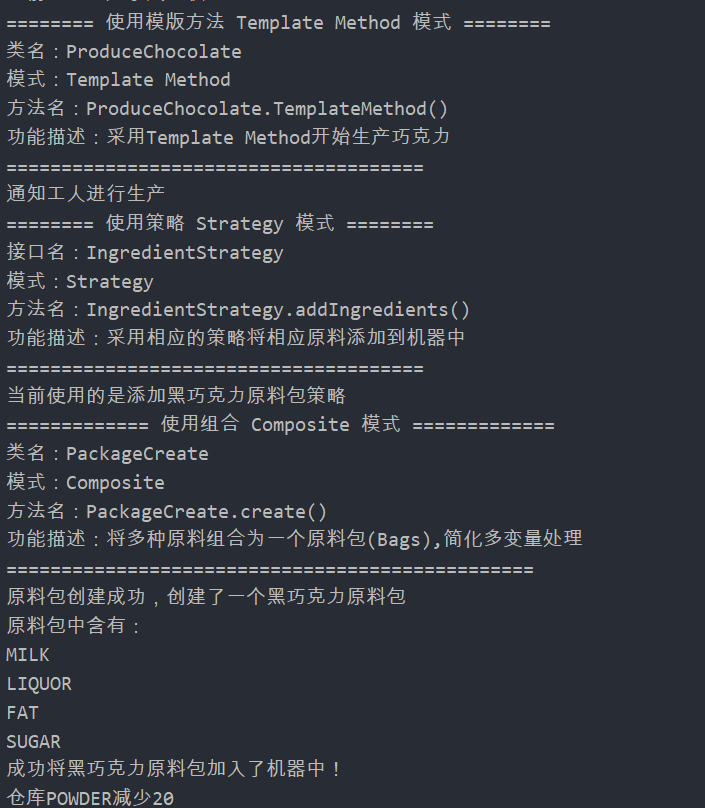 ======== 使用模版方法 Template Method 模式 ========
类名：ProduceChocolate
模式：Template Method
方法名：ProduceChocolate.TemplateMethod()
功能描述：采用Template Method开始生产巧克力
======================================
通知工人进行生产
======== 使用策略 Strategy 模式 ========
接口名：IngredientStrategy
模式：Strategy
方法名：IngredientStrategy.addIngredients()
功能描述：采用相应的策略将相应原料添加到机器中
======================================
当前使用的是添加黑巧克力原料包策略
============= 使用组合 Composite 模式 =============
类名：PackageCreate
模式：Composite
方法名：PackageCreate.create()
功能描述：将多种原料组合为一个原料包(Bags),简化多变量处理
================================================
原料包创建成功，创建了一个黑巧克力原料包
原料包中含有：
MILK
LIQUOR
FAT
SUGAR
成功将黑巧克力原料包加入了机器中！
仓库POWDER减少20